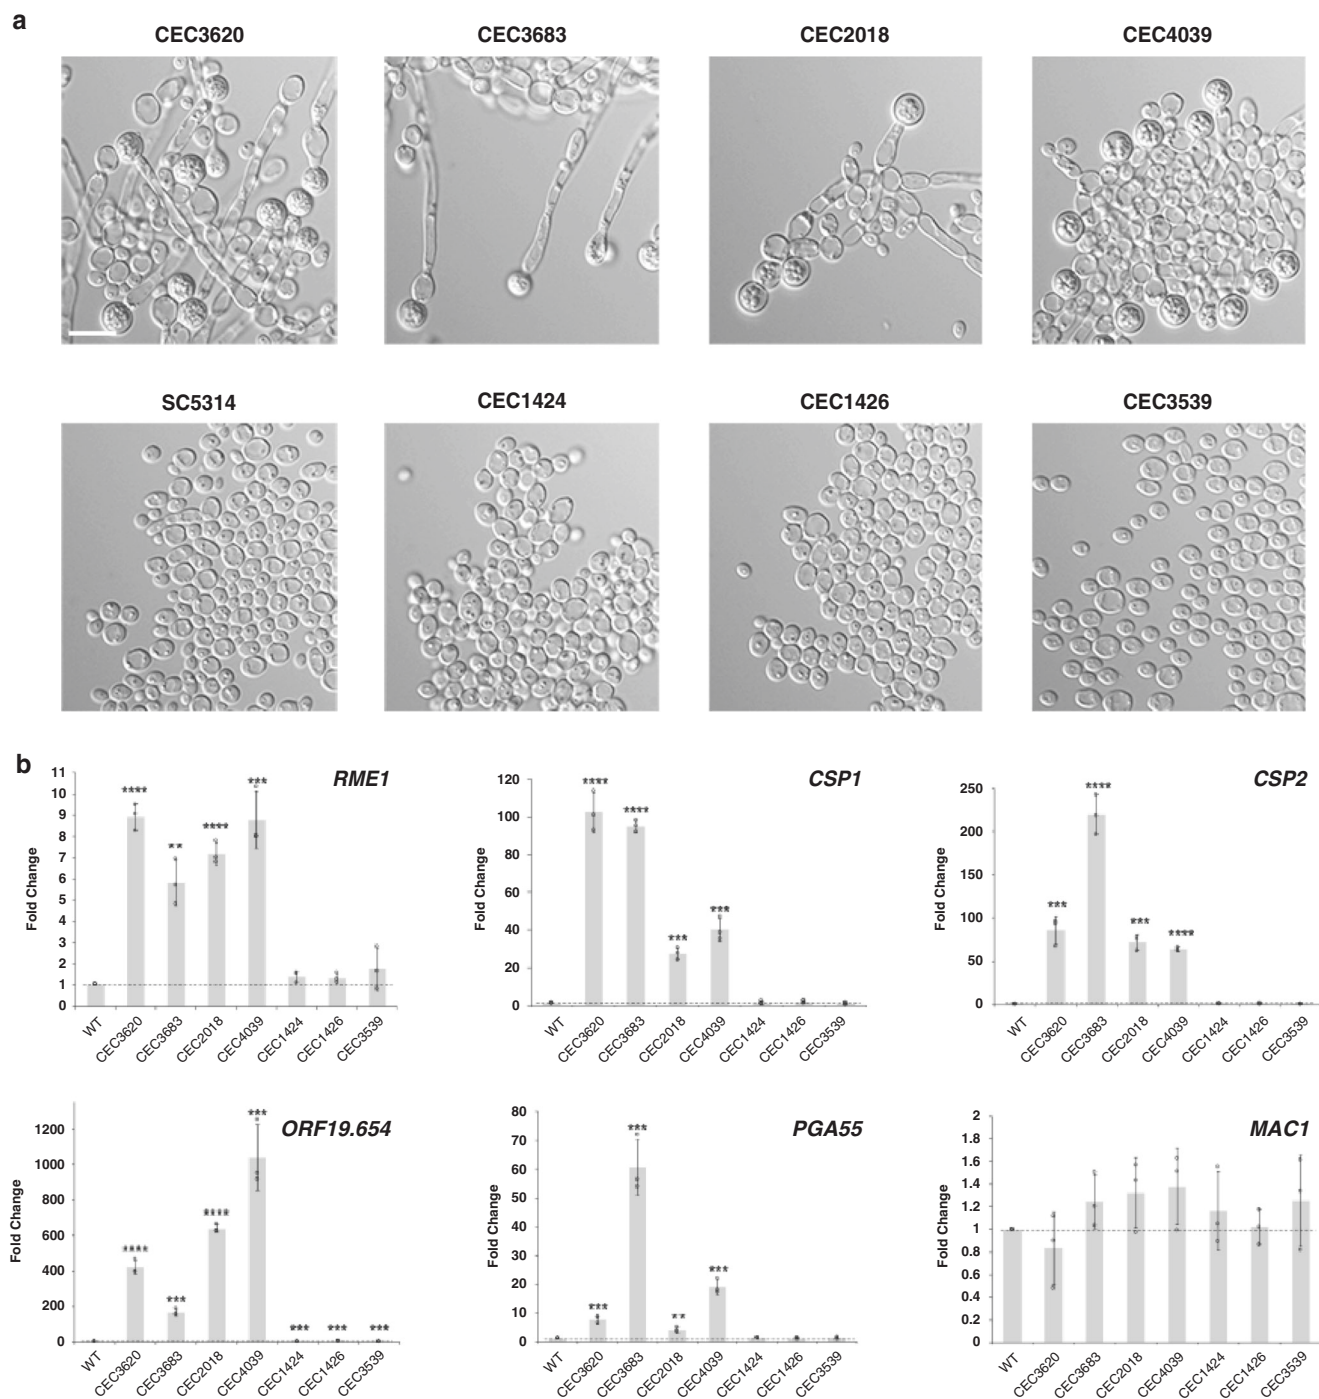 a
CEC3620 CEC3683 CEC2018 CEC4039
SC5314 CEC1424 CEC1426 CEC3539
b
RME1
Fold Change
11
10
9
8
7
6
5
4
3
2
1
0
**** ** **** ***
WT CEC3620 CEC3683 CEC2018 CEC4039 CEC1424 CEC1426 CEC3539
CSP1
Fold Change
120
100
80
60
40
20
0
**** **** *** ***
WT CEC3620 CEC3683 CEC2018 CEC4039 CEC1424 CEC1426 CEC3539
CSP2
Fold Change
250
200
150
100
50
0
*** **** *** ****
WT CEC3620 CEC3683 CEC2018 CEC4039 CEC1424 CEC1426 CEC3539
ORF19.654
Fold Change
1200
1000
800
600
400
200
0
**** *** **** *** *** *** ***
WT CEC3620 CEC3683 CEC2018 CEC4039 CEC1424 CEC1426 CEC3539
PGA55
Fold Change
80
70
60
50
40
30
20
10
0
*** *** ** ***
WT CEC3620 CEC3683 CEC2018 CEC4039 CEC1424 CEC1426 CEC3539
MAC1
Fold Change
2
1.8
1.6
1.4
1.2
1
0.8
0.6
0.4
0.2
0
WT CEC3620 CEC3683 CEC2018 CEC4039 CEC1424 CEC1426 CEC3539